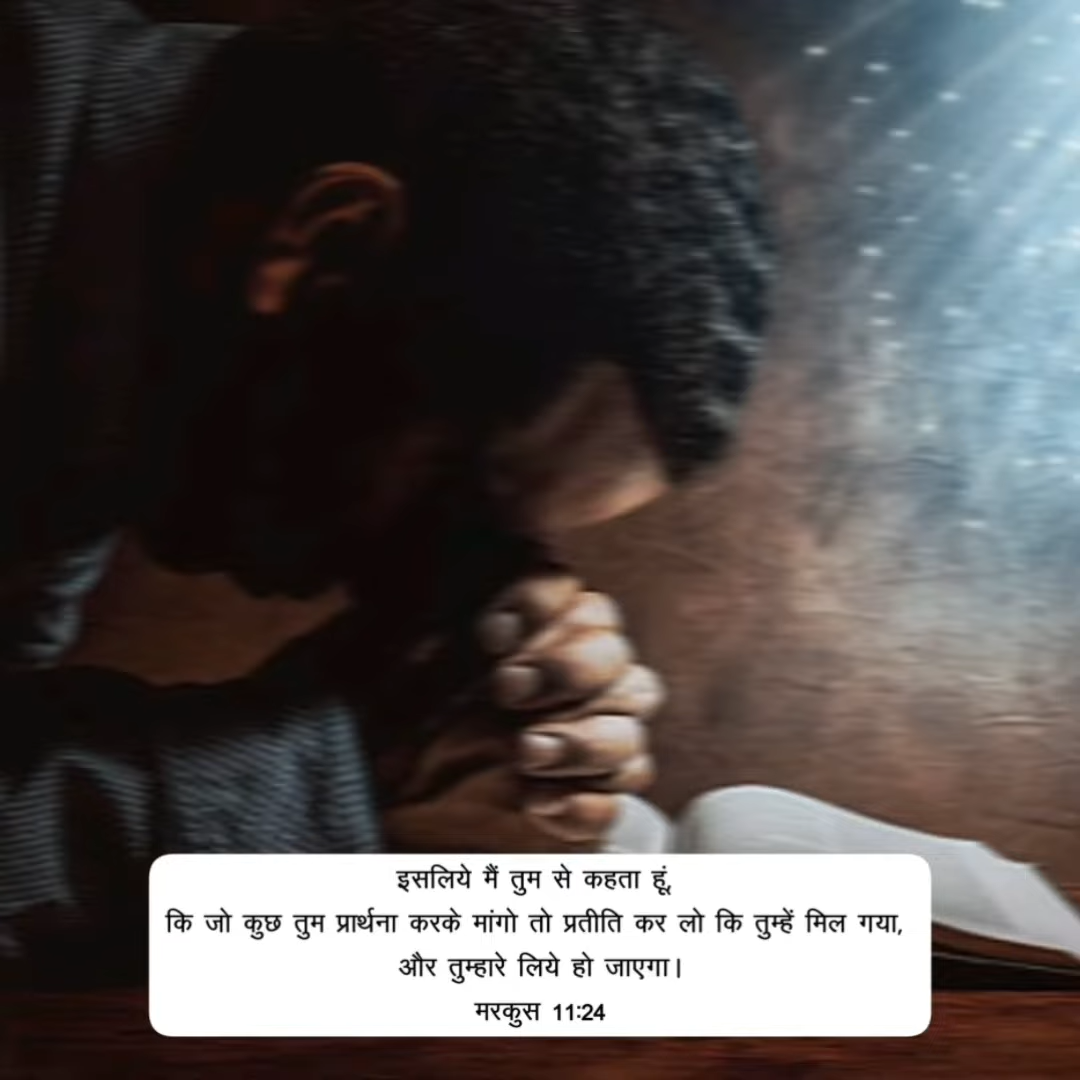 इसलिये मैं तुम से कहता हूं,
कि जो कुछ तुम प्रार्थना करके मांगो तो प्रतीति कर लो कि तुम्हें मिल गया,
और तुम्हारे लिये हो जाएगा।
मरकुस 11:24